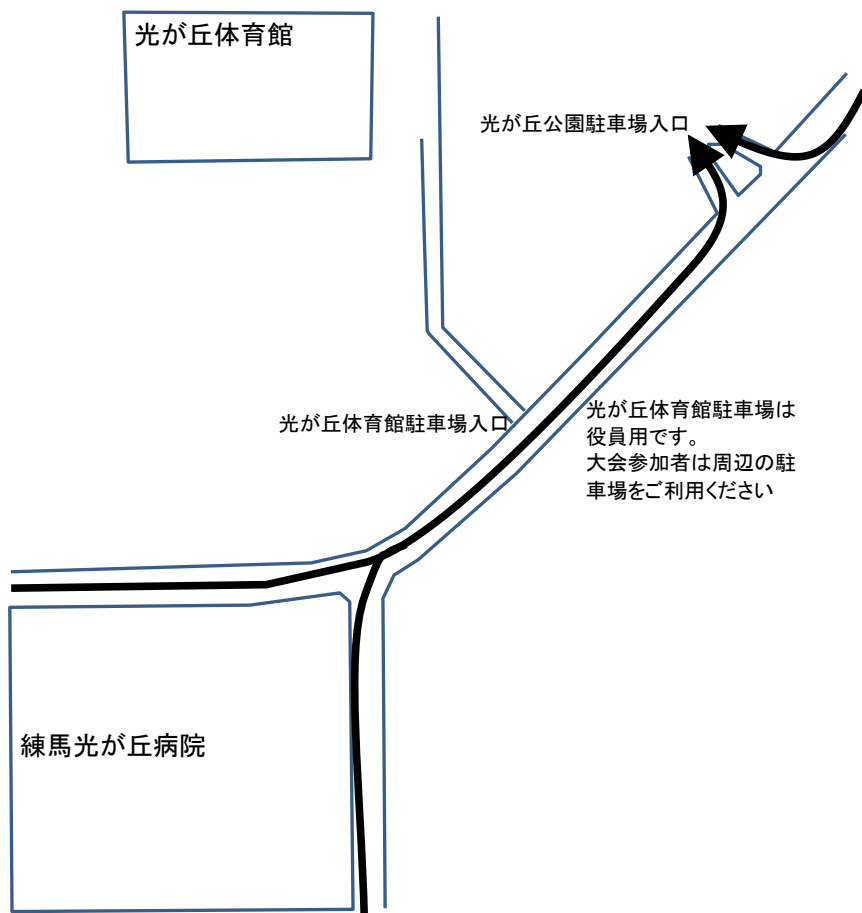 光が丘体育館
光が丘公園駐車場入口
光が丘体育館駐車場入口
光が丘体育館駐車場は
役員用です。
大会参加者は周辺の駐
車場をご利用ください
練馬光が丘病院